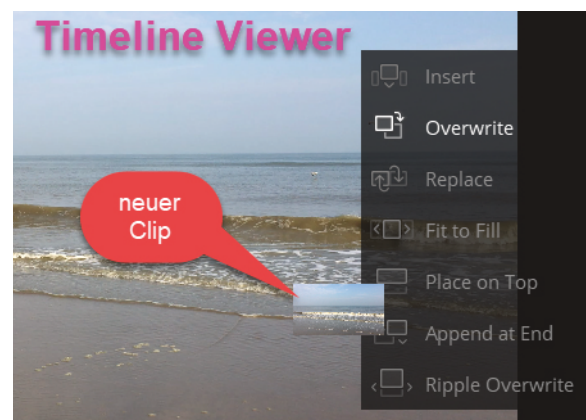 Timeline Viewer
Insert
Overwrite
Replace
neuer
Clip
Fit to Fill
Place on Top
Append at End
Ripple Overwrite